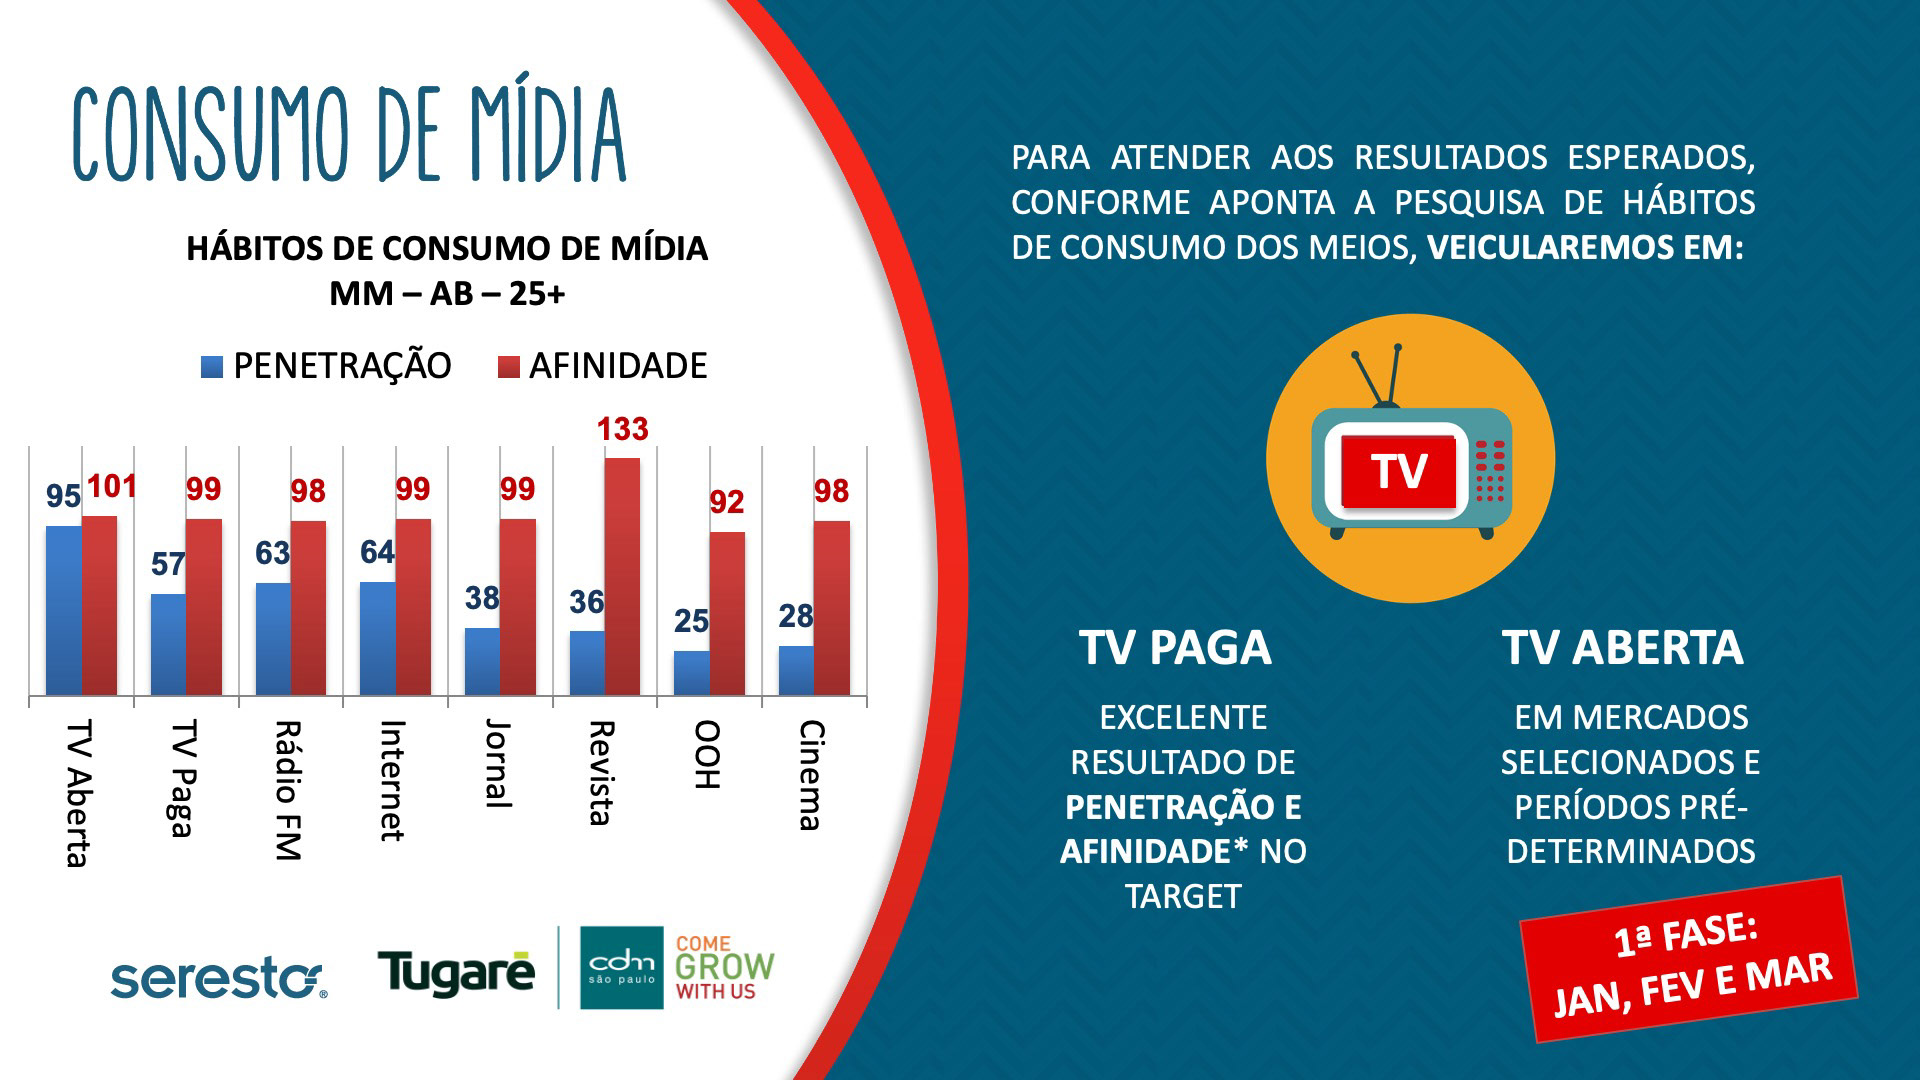 CONSUMO DE MÍDIA
HÁBITOS DE CONSUMO DE MÍDIA
MM – AB – 25+
PENETRAÇÃO AFINIDADE
95 101 57 99 63 98 64 99 38 99 36 133 25 92 28 98
TV Aberta
TV Paga
Rádio FM
Internet
Jornal
Revista
OOH
Cinema
seresto®
Tugarē
cdm
são paulo
COME
GROW
WITH US
PARA ATENDER AOS RESULTADOS ESPERADOS,
CONFORME APONTA A PESQUISA DE HÁBITOS
DE CONSUMO DOS MEIOS, VEICULAREMOS EM:
TV
TV PAGA
EXCELENTE
RESULTADO DE
PENETRAÇÃO E
AFINIDADE* NO
TARGET
TV ABERTA
EM MERCADOS
SELECIONADOS E
PERÍODOS PRÉ-
DETERMINADOS
1ª FASE:
JAN, FEV E MAR